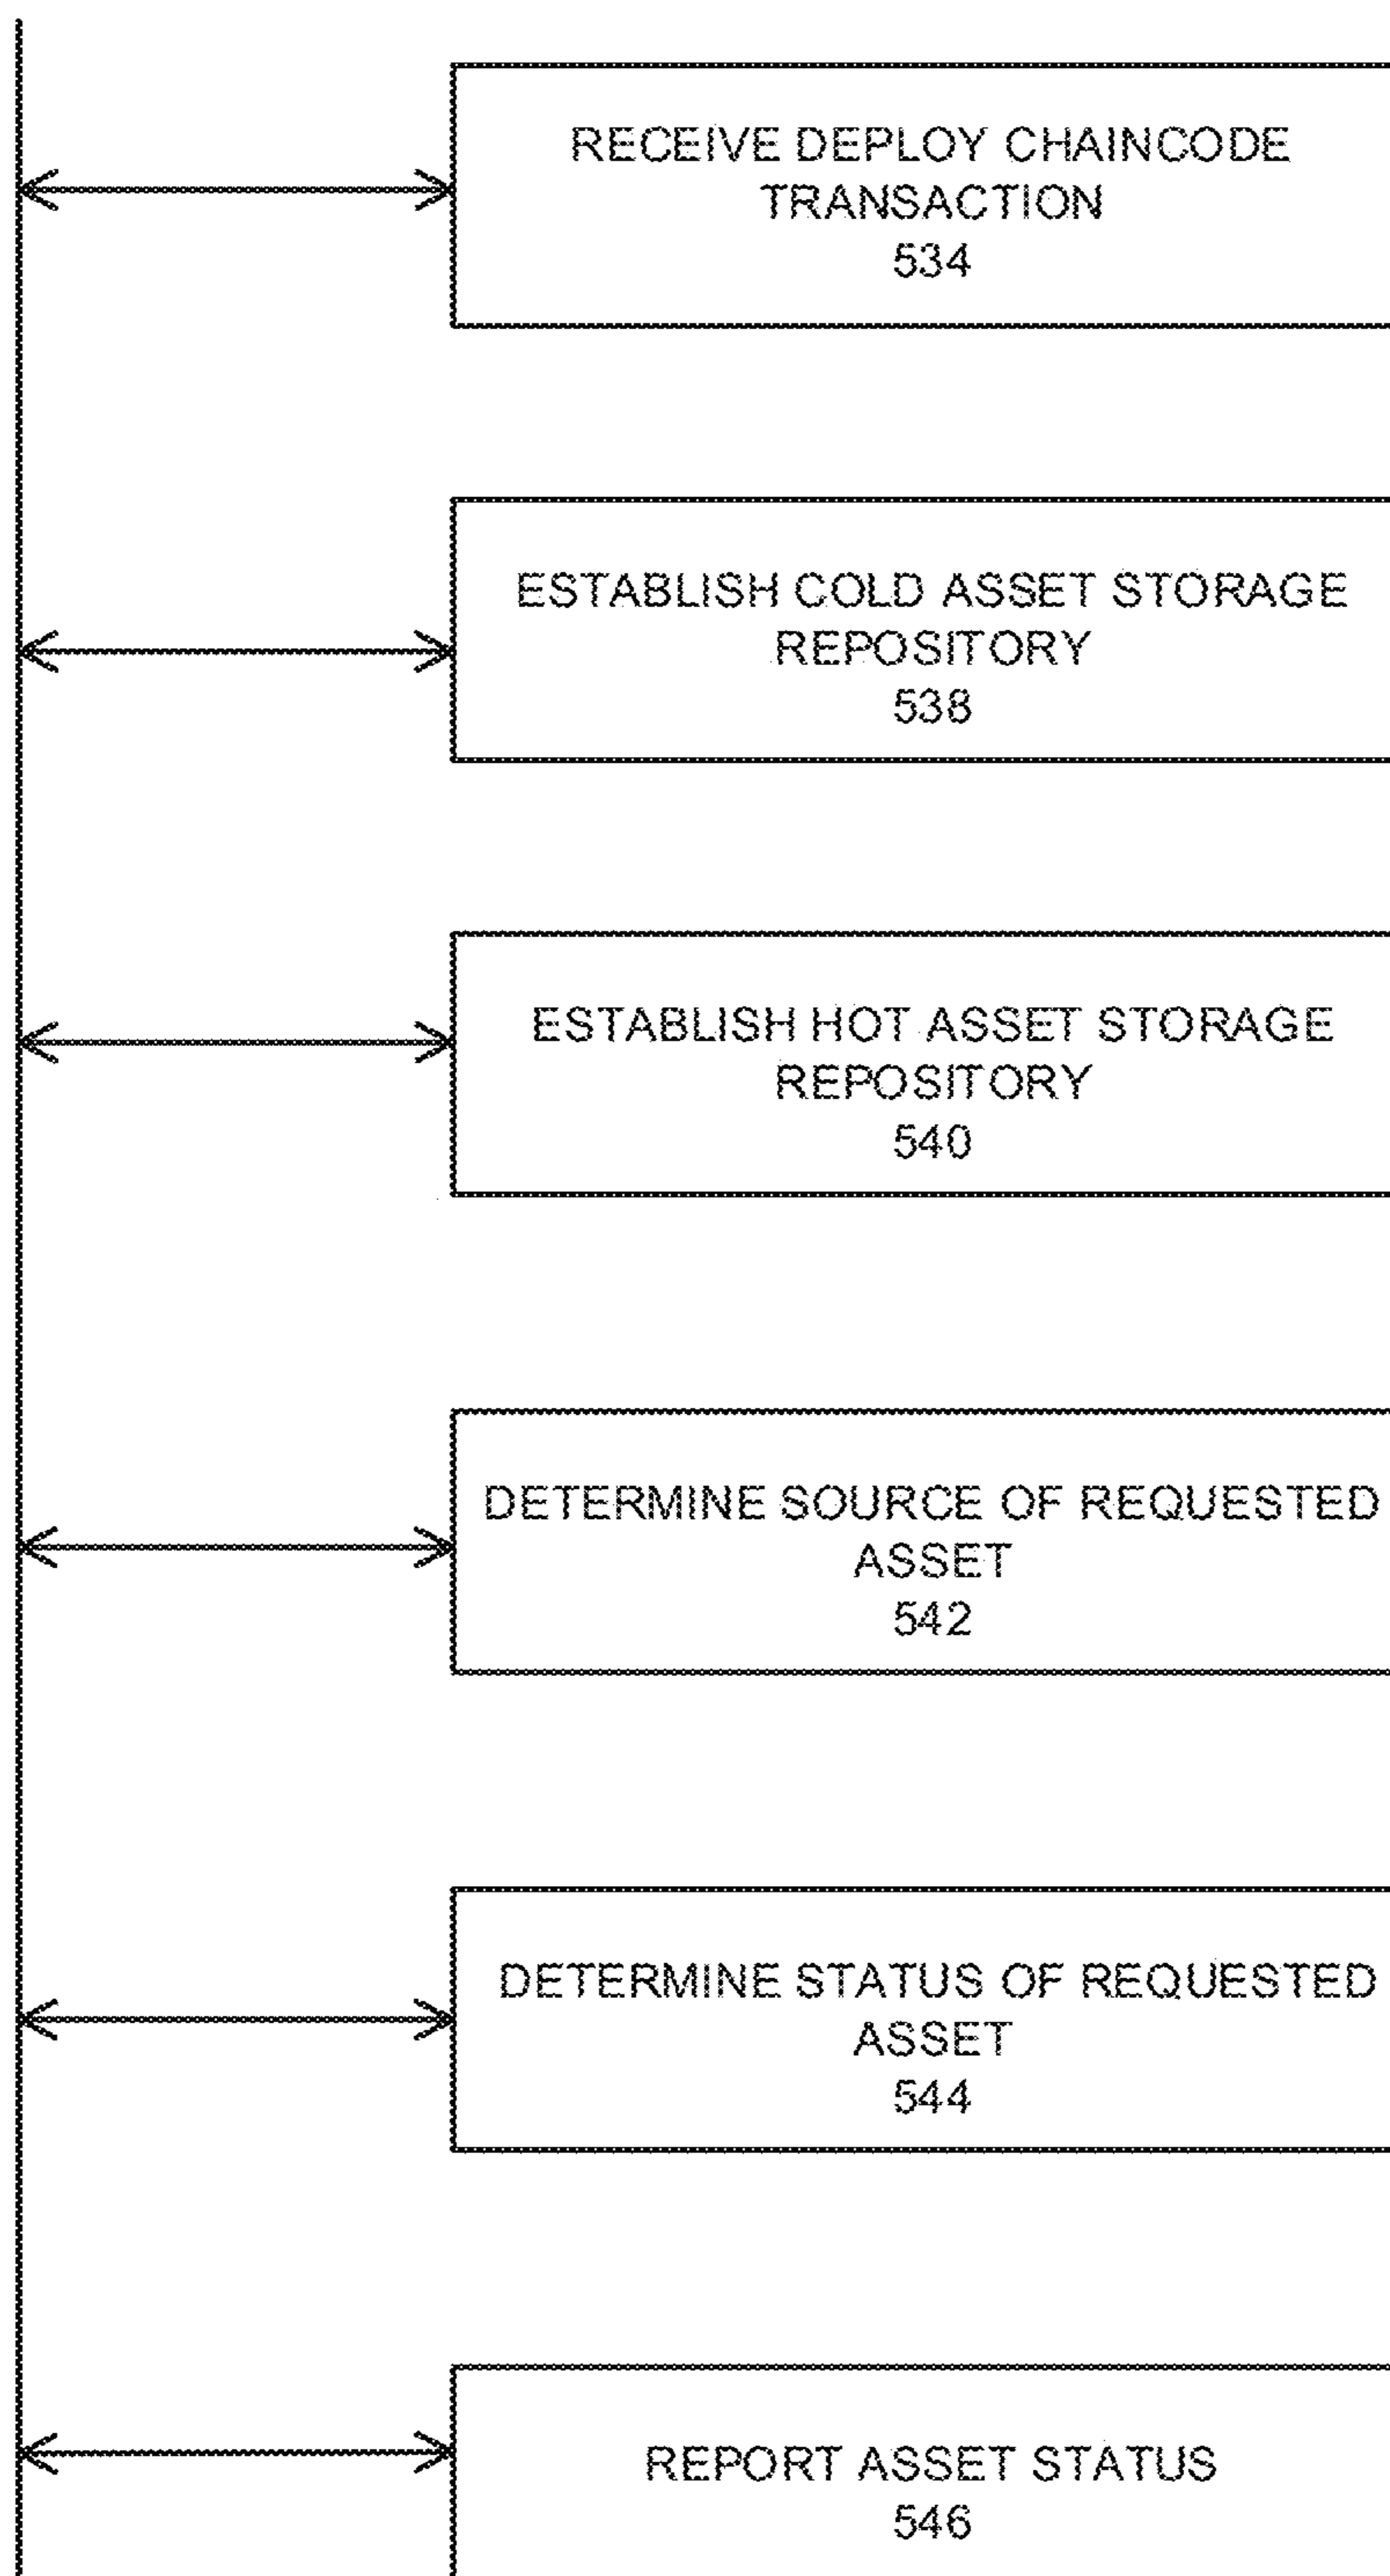 RECEIVE DEPLOY CHAINCODE
TRANSACTION
534
ESTABLISH COLD ASSET STORAGE
REPOSITORY
538
ESTABLISH HOT ASSET STORAGE
REPOSITORY
540
DETERMINE SOURCE OF REQUESTED
ASSET
542
DETERMINE STATUS OF REQUESTED
ASSET
544
REPORT ASSET STATUS
546